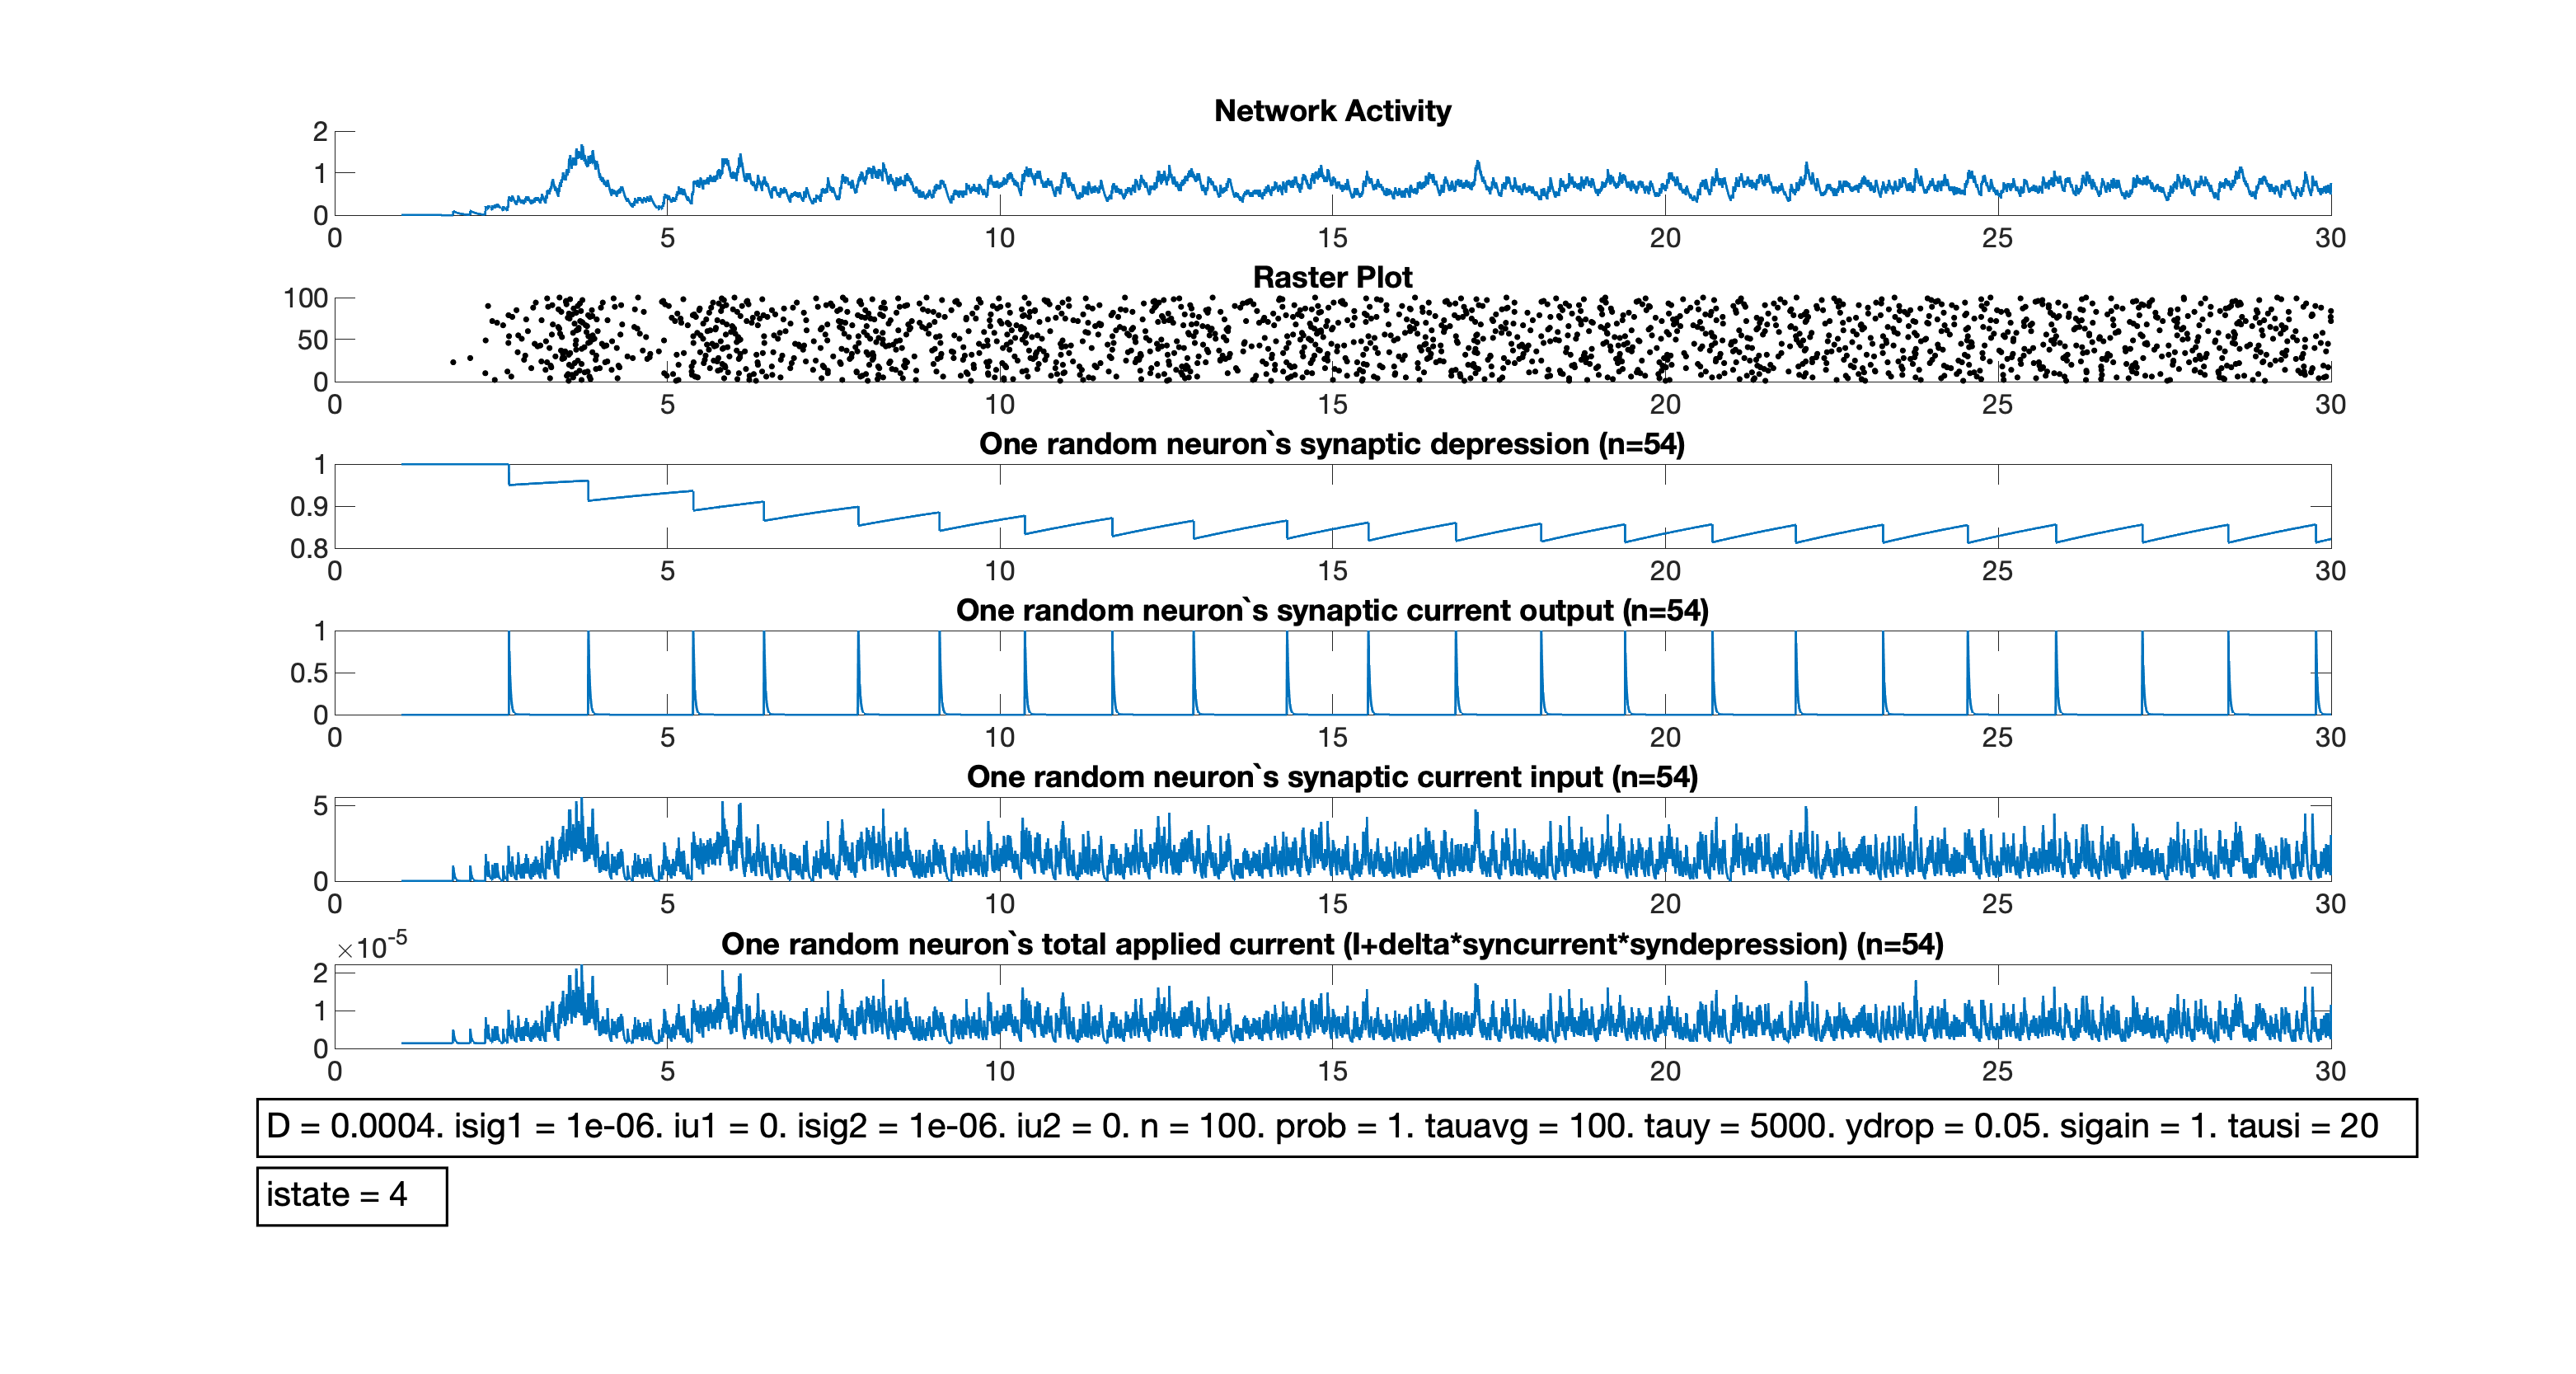 Network Activity
2
1
0
0 5 10 15 20 25 30
Raster Plot
100
50
0
0 5 10 15 20 25 30
One random neuron`s synaptic depression (n=54)
1
0.9
0.8
0 5 10 15 20 25 30
One random neuron`s synaptic current output (n=54)
1
0.5
0
0 5 10 15 20 25 30
One random neuron`s synaptic current input (n=54)
5
0
0 5 10 15 20 25 30
×10-5
One random neuron`s total applied current (I+delta*syncurrent*syndepression) (n=54)
2
1
0
0 5 10 15 20 25 30
D = 0.0004. isig1 = 1e-06. iu1 = 0. isig2 = 1e-06. iu2 = 0. n = 100. prob = 1. tauavg = 100. tauy = 5000. ydrop = 0.05. sigain = 1. tausi = 20
istate = 4